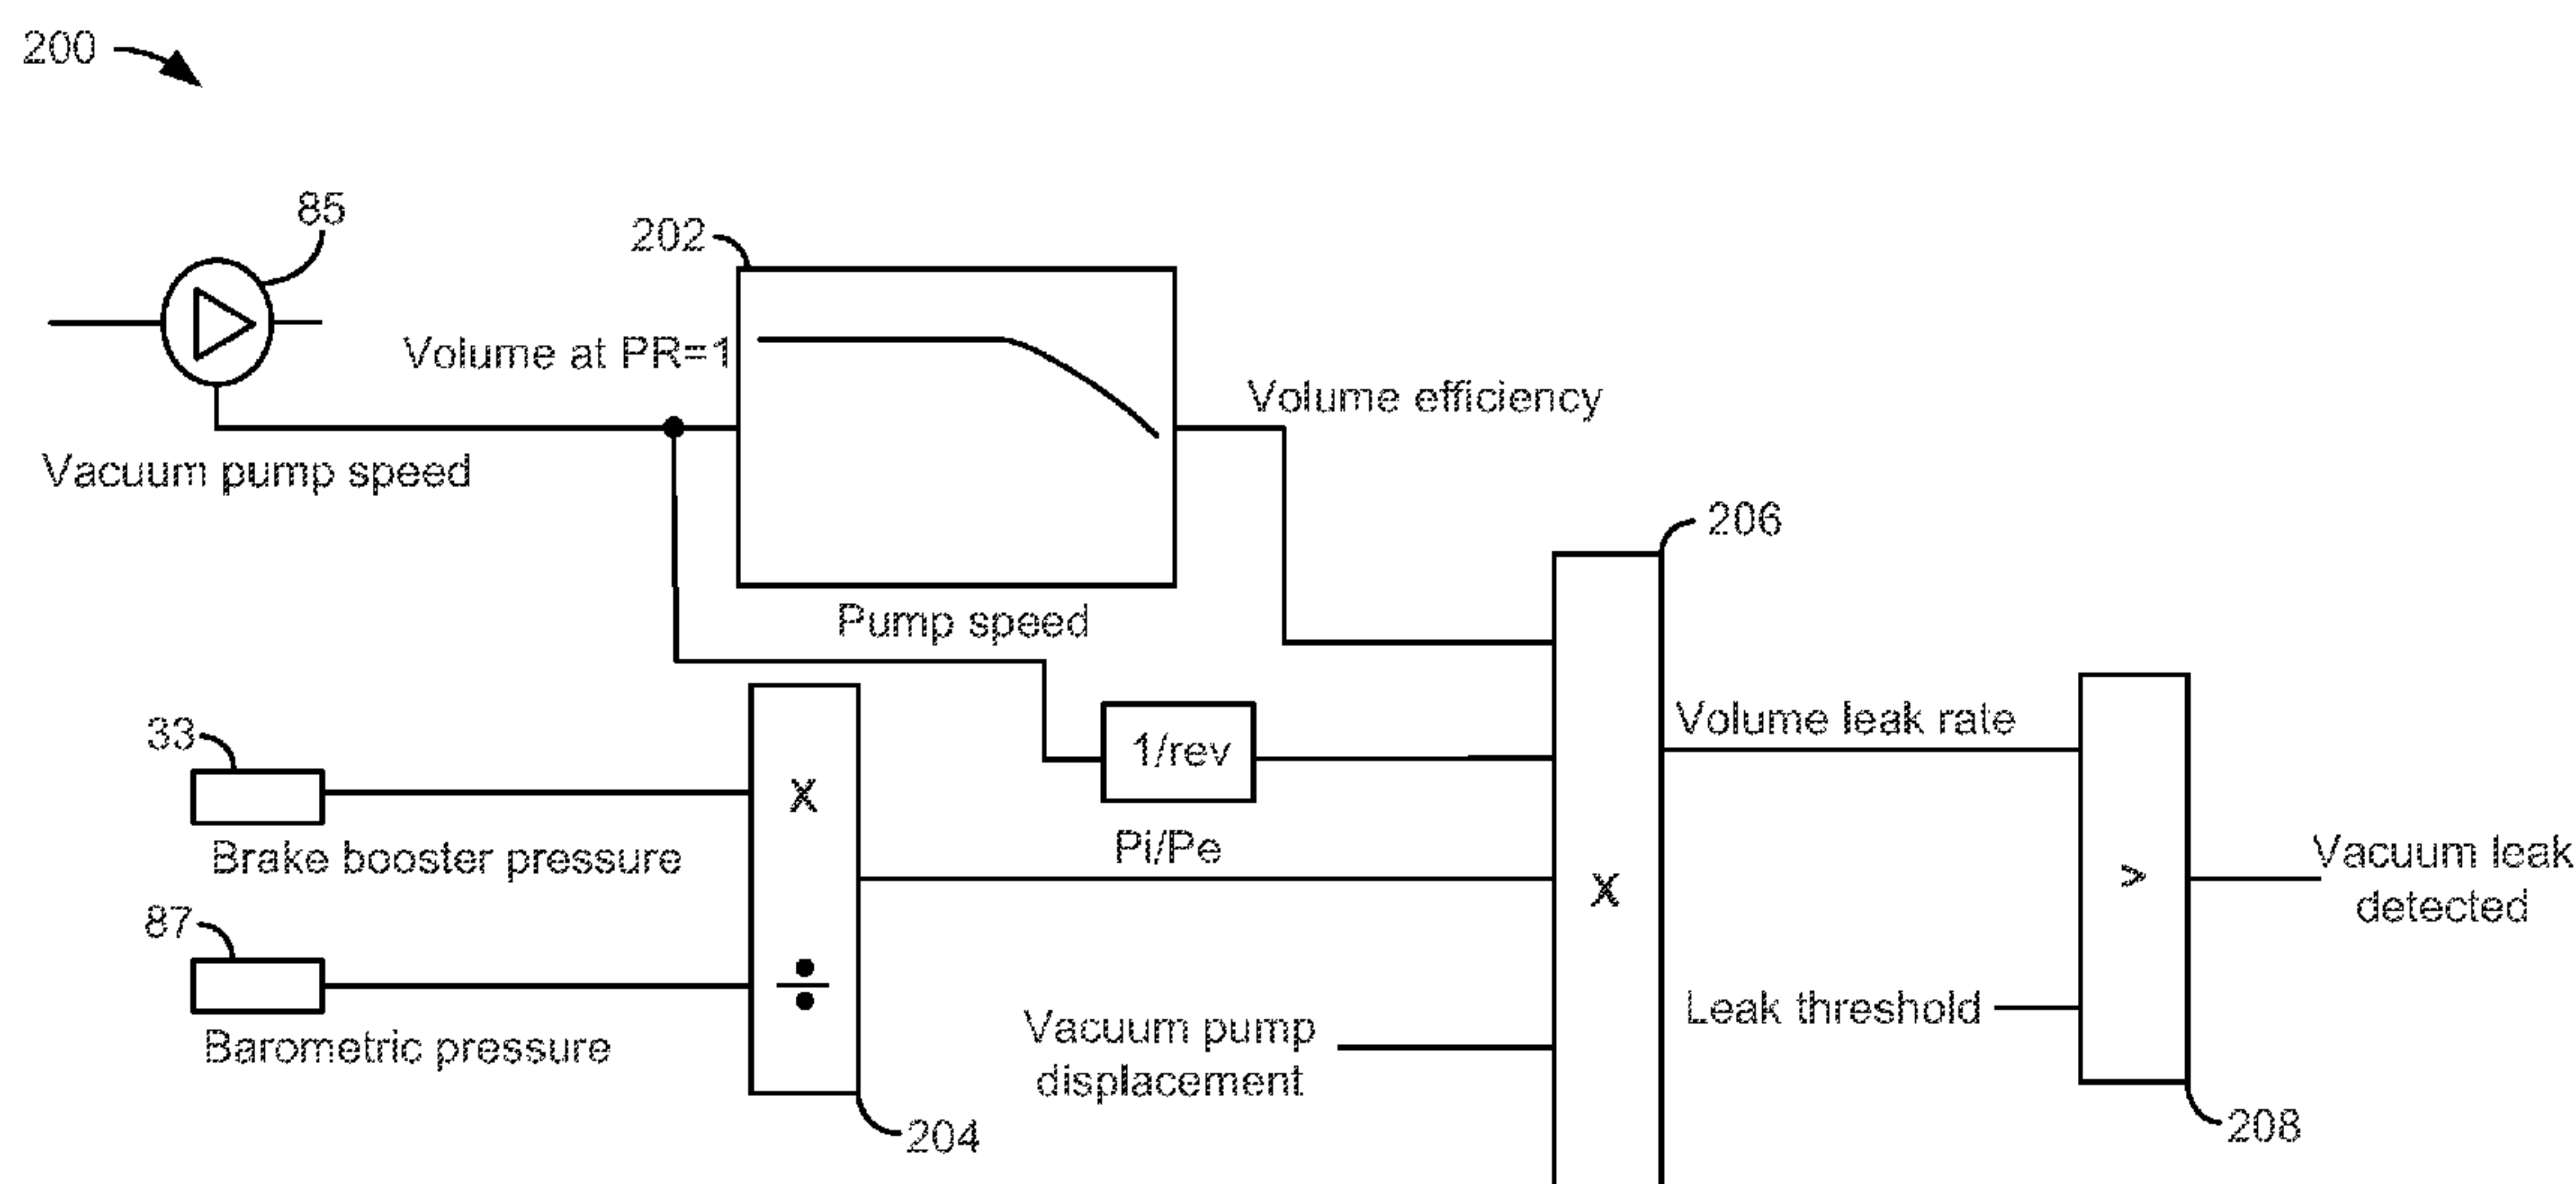 200
85
202
Volume at PR=1
Volume efficiency
Vacuum pump speed
206
Pump speed
33
1/rev
Volume leak rate
X
Brake booster pressure
Pi/Pe
X
>
Vacuum leak
detected
87
÷
Barometric pressure
Vacuum pump
displacement
Leak threshold
204
208